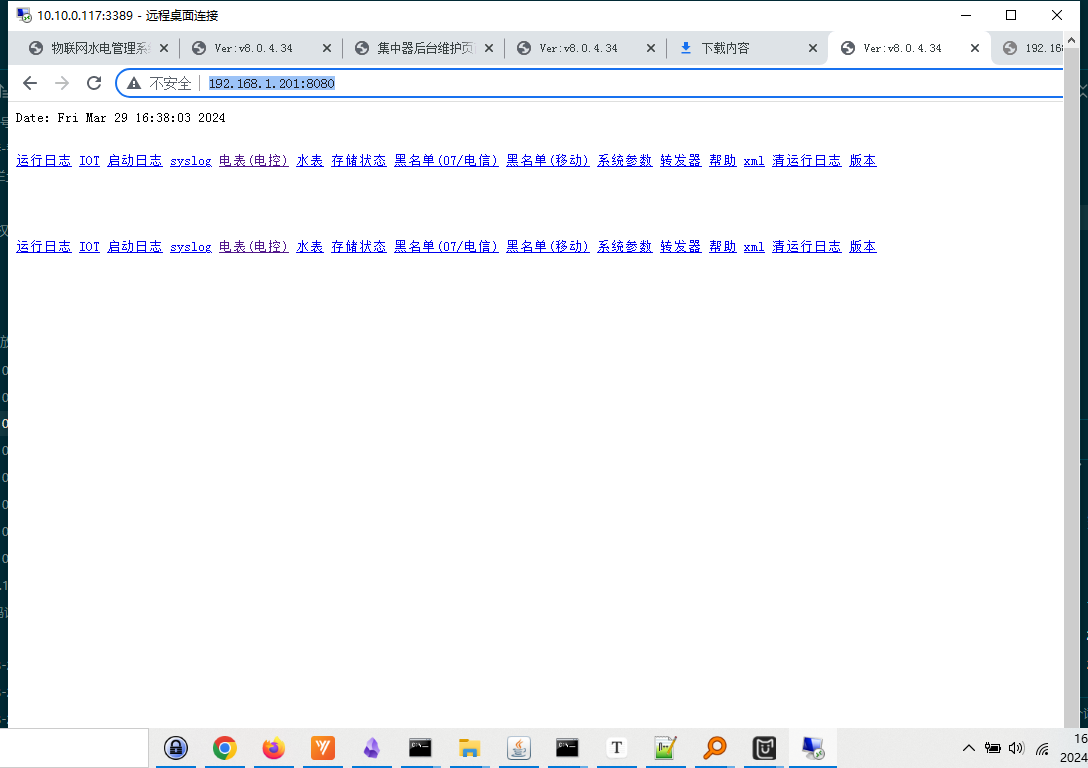 10.10.0.117:3389 - 远程桌面连接
物联网水电管理系 Ver:v8.0.4.34 集中器后台维护页 Ver:v8.0.4.34 下载内容 Ver:v8.0.4.34 192.168
不安全 192.168.1.201:8080
Date: Fri Mar 29 16:38:03 2024
运行日志 IOT 启动日志 syslog 电表(电控) 水表 存储状态 黑名单(07/电信) 黑名单(移动) 系统参数 转发器 帮助 xml 清运行日志 版本
运行日志 IOT 启动日志 syslog 电表(电控) 水表 存储状态 黑名单(07/电信) 黑名单(移动) 系统参数 转发器 帮助 xml 清运行日志 版本
T
16
2024